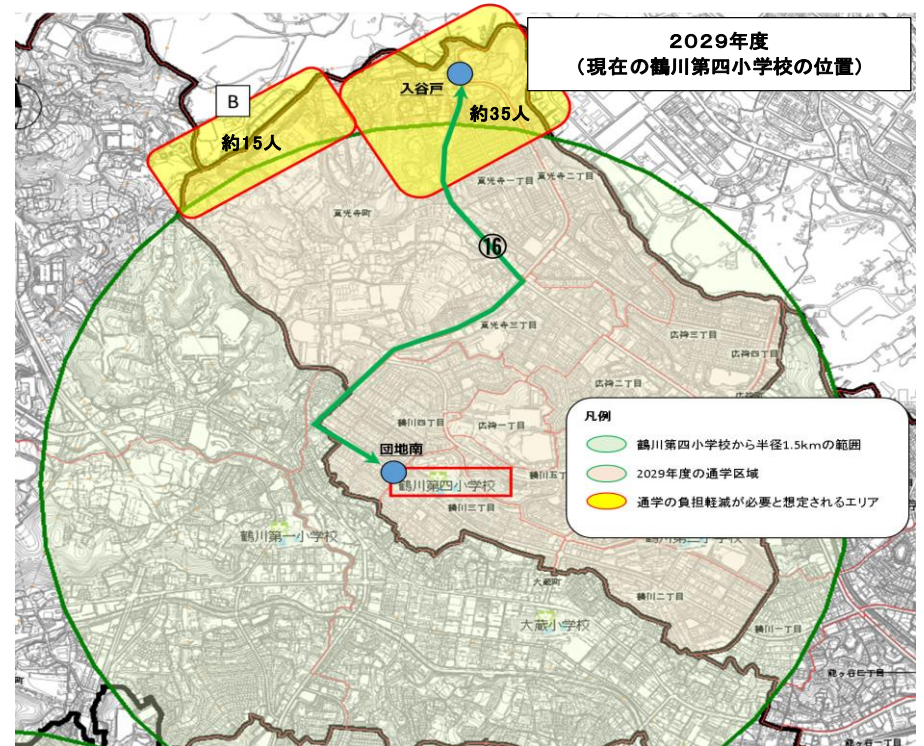 2029年度
(現在の鶴川第四小学校の位置)
入谷戸
B
約35人
約15人
真光寺一丁目
真光寺二丁目
真光寺町
⑯
真光寺三丁目
広袴三丁目
広袴四丁目
広袴二丁目
広袴町
鶴川四丁目
広袴一丁目
団地南
鶴川第四小学校
鶴川五丁
鶴川三丁目
凡例
鶴川第四小学校から半径1.5kmの範囲
2029年度の通学区域
通学の負担軽減が必要と想定されるエリア
鶴川第一小学校
大蔵町
鶴川二丁目
大蔵小学校
鶴川一丁目
能ヶ谷一丁目
町